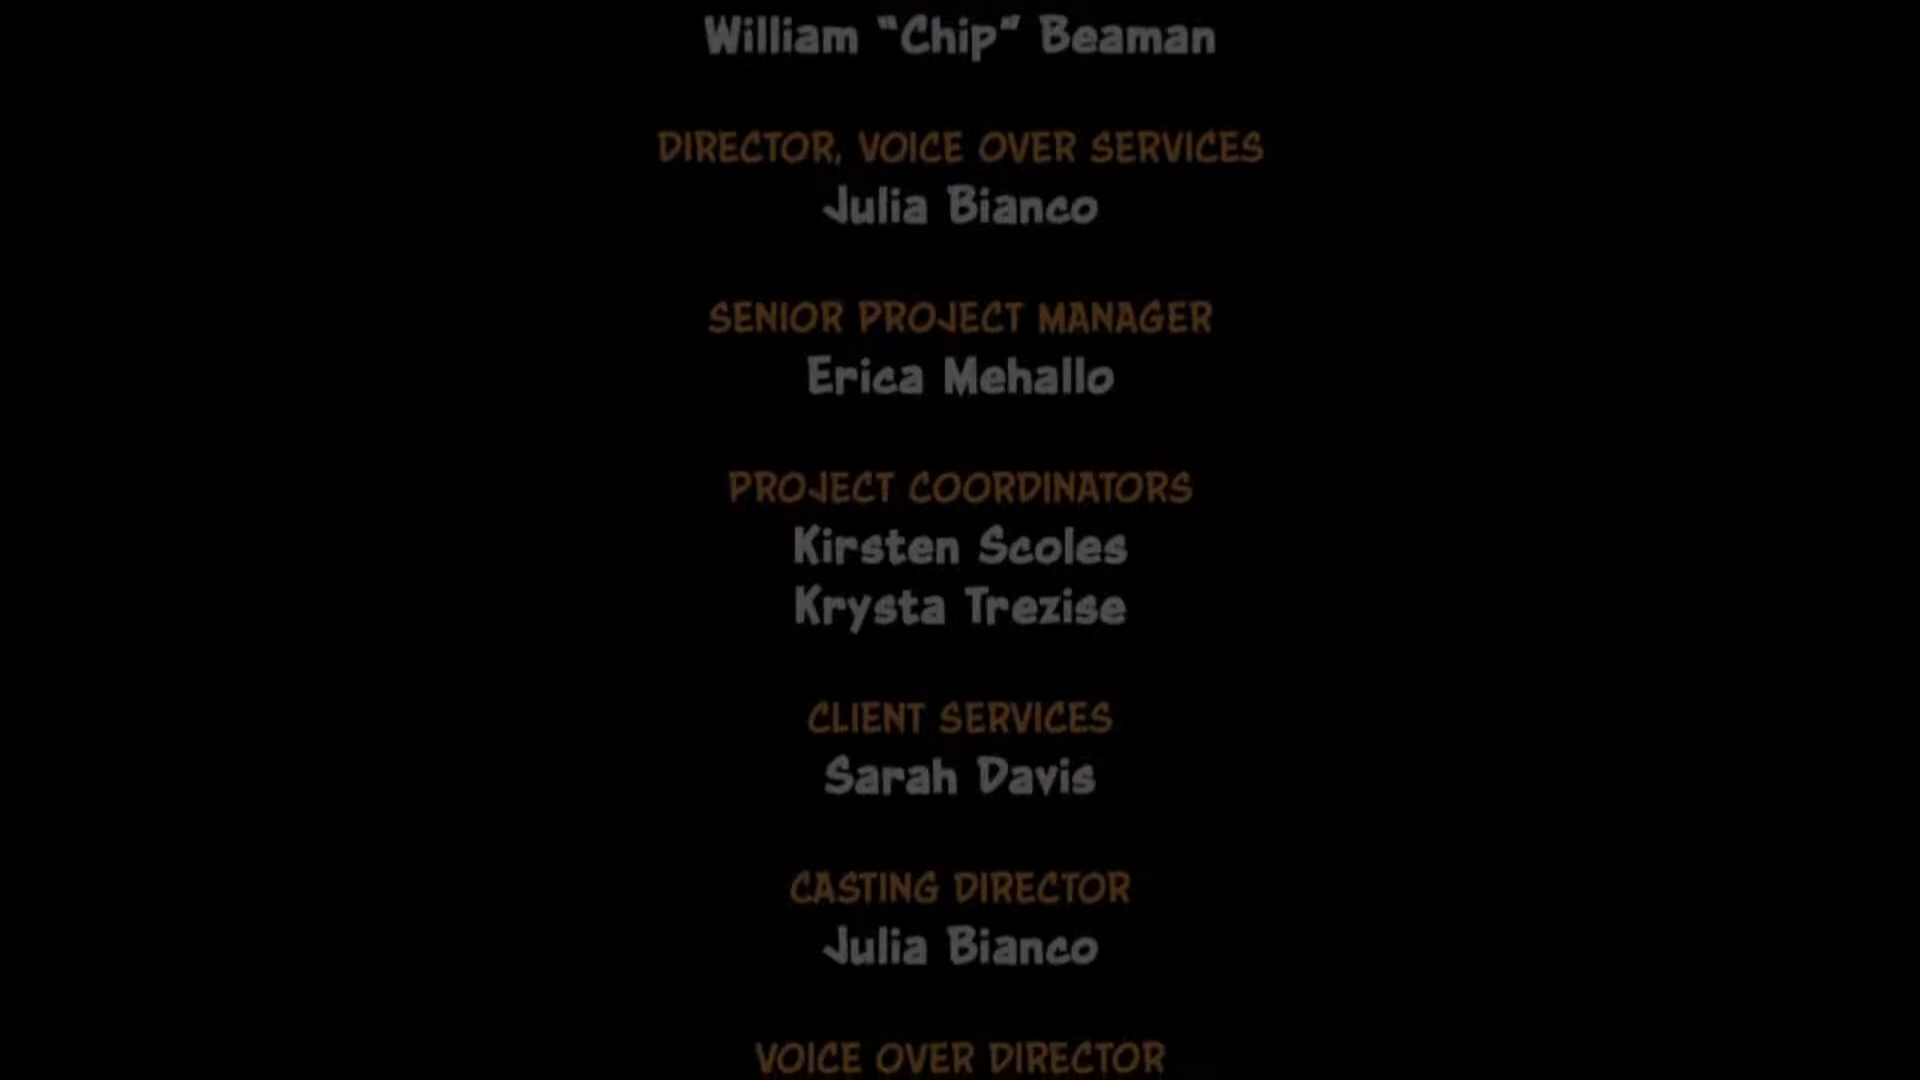 William “Chip” Beaman
DIRECTOR, VOICE OVER SERVICES
Julia Bianco
SENIOR PROJECT MANAGER
Erica Mehallo
PROJECT COORDINATORS
Kirsten Scoles
Krysta Trezise
CLIENT SERVICES
Sarah Davis
CASTING DIRECTOR
Julia Bianco
VOICE OVER DIRECTOR